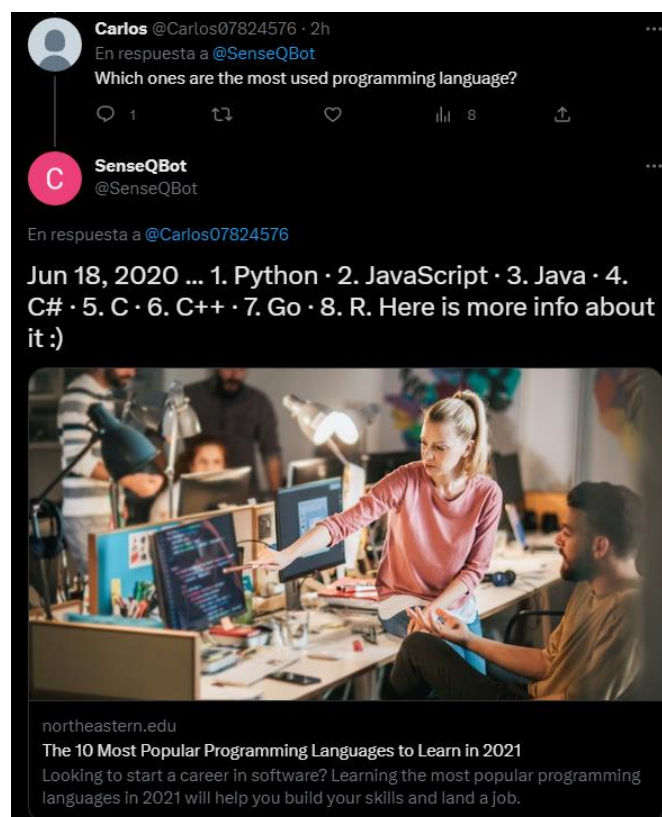 Carlos @Carlos07824576 · 2h
En respuesta a @SenseQBot
Which ones are the most used programming language?
1 8
C
SenseQBot
@SenseQBot
En respuesta a @Carlos07824576
Jun 18, 2020 ... 1. Python · 2. JavaScript · 3. Java · 4.
C# · 5. C · 6. C++ · 7. Go · 8. R. Here is more info about
it :)
northeastern.edu
The 10 Most Popular Programming Languages to Learn in 2021
Looking to start a career in software? Learning the most popular programming
languages in 2021 will help you build your skills and land a job.